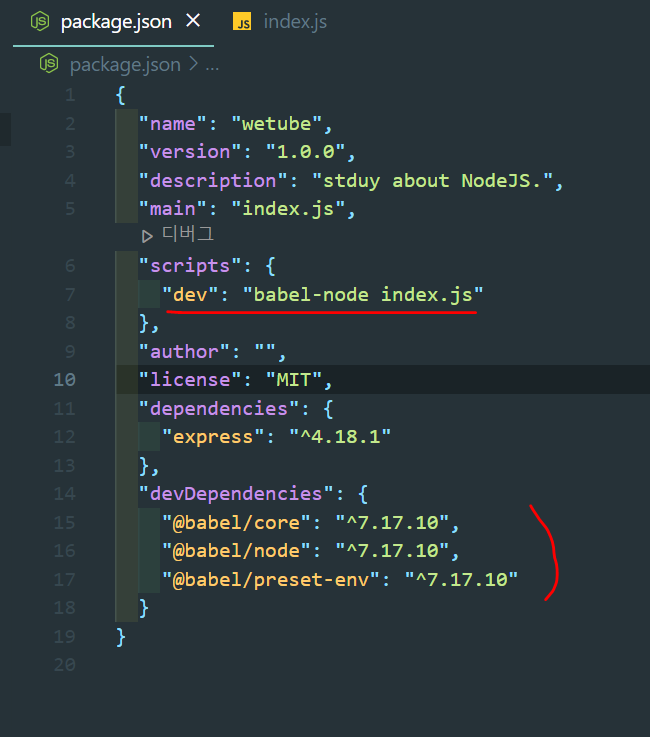 package.json
JS index.js
package.json > ...
1 {
2 "name": "wetube",
3 "version": "1.0.0",
4 "description": "stduy about NodeJS.",
5 "main": "index.js",
디버그
6 "scripts": {
7 "dev": "babel-node index.js"
8 },
9 "author": "",
10 "license": "MIT",
11 "dependencies": {
12 "express": "^4.18.1"
13 },
14 "devDependencies": {
15 "@babel/core": "^7.17.10",
16 "@babel/node": "^7.17.10",
17 "@babel/preset-env": "^7.17.10"
18 }
19 }
20